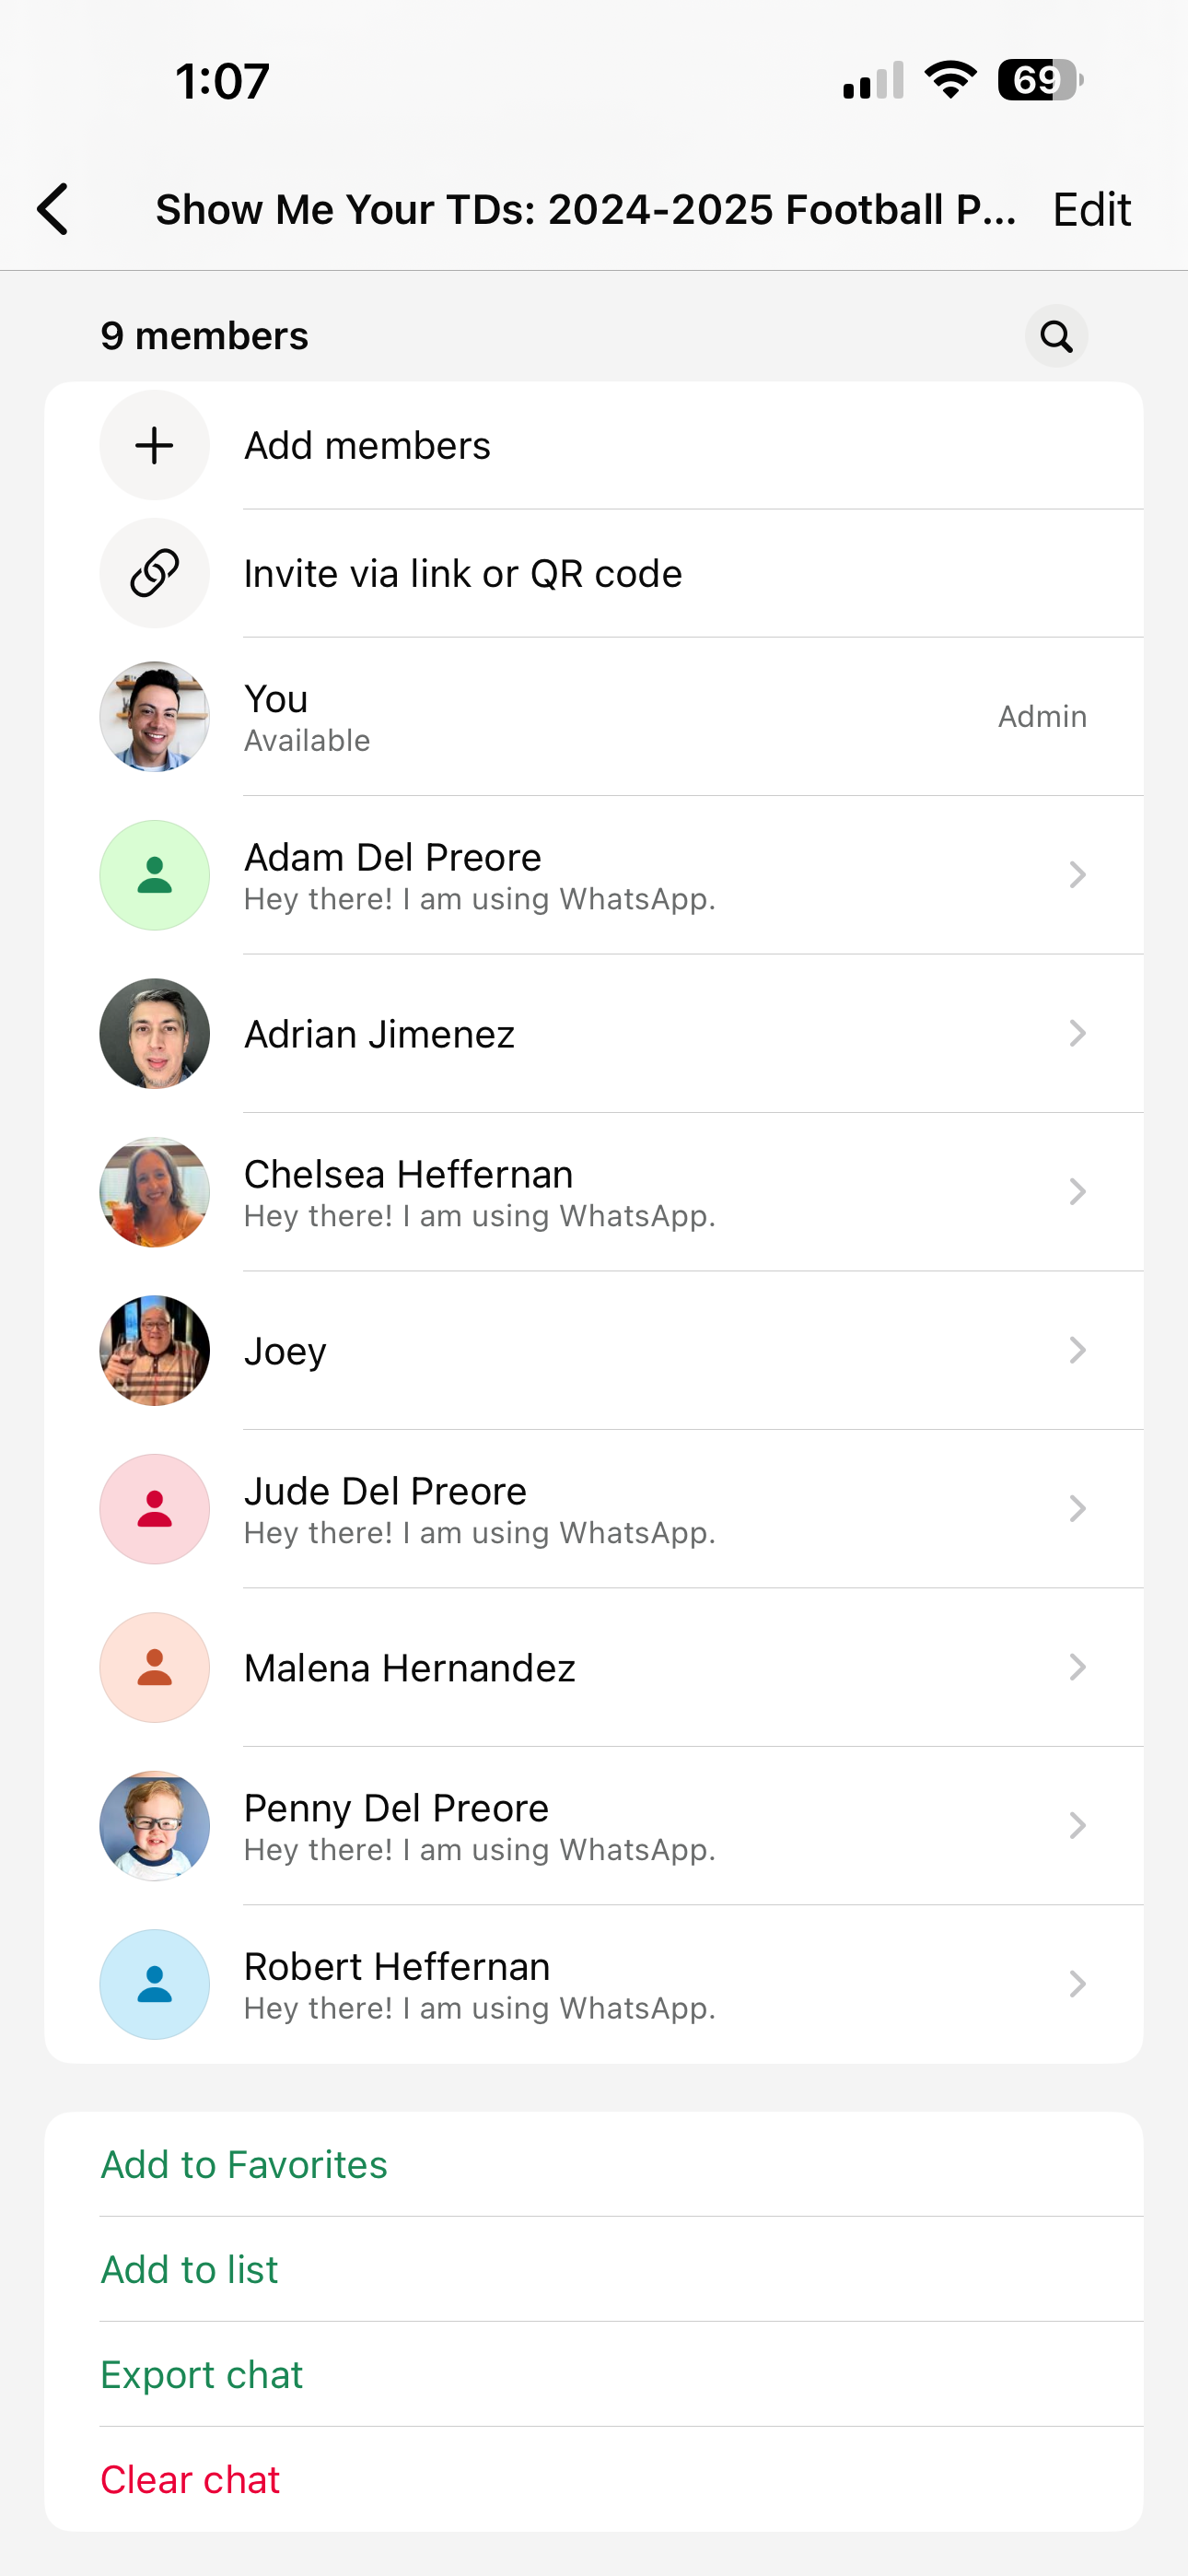 1:07
69
Show Me Your TDs: 2024-2025 Football P...
Edit
9 members
Add members
Invite via link or QR code
You
Available
Admin
Adam Del Preore
Hey there! I am using WhatsApp.
Adrian Jimenez
Chelsea Heffernan
Hey there! I am using WhatsApp.
Joey
Jude Del Preore
Hey there! I am using WhatsApp.
Malena Hernandez
Penny Del Preore
Hey there! I am using WhatsApp.
Robert Heffernan
Hey there! I am using WhatsApp.
Add to Favorites
Add to list
Export chat
Clear chat